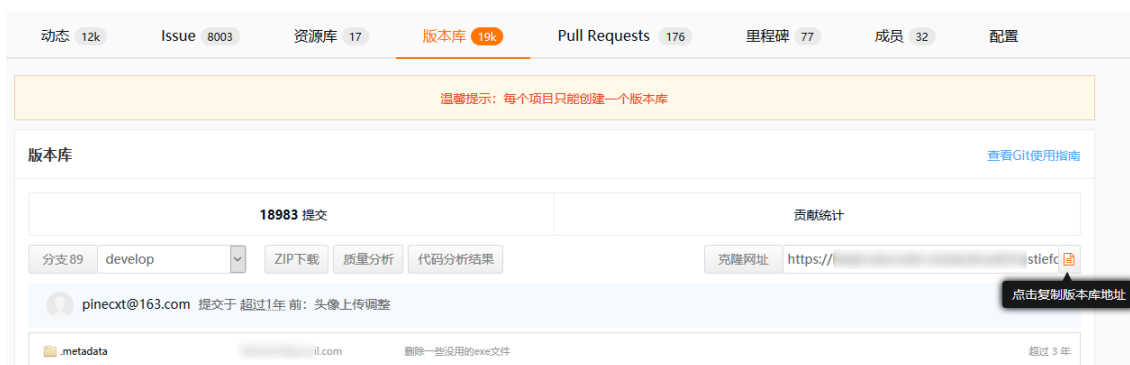 动态 12k Issue 8003 资源库 17 版本库 19k Pull Requests 176 里程碑 77 成员 32 配置
温馨提示：每个项目只能创建一个版本库
版本库 查看Git使用指南
18983 提交 贡献统计
分支 89 develop ZIP下载 质量分析 代码分析结果 克隆网址 https:// stiefc
点击复制版本库地址
pinecxt@163.com 提交于 超过1年 前：头像上传调整
.metadata il.com 删除一些没用的exe文件 超过 3 年